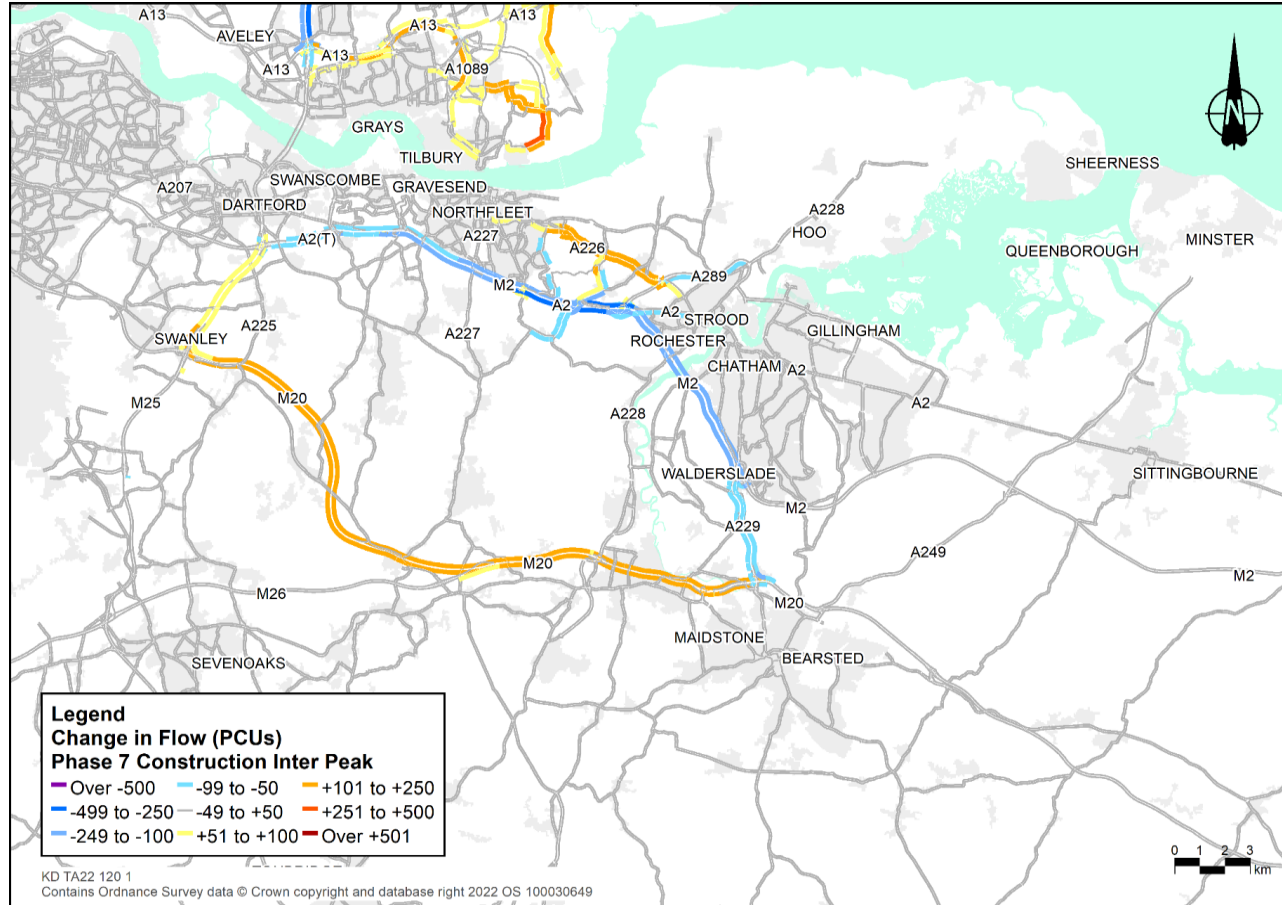 A13
A13
A13
AVELEY
A13
A13
A1089
GRAYS
TILBURY
SHEERNESS
A207
SWANSCOMBE
GRAVESEND
DARTFORD
NORTHFLEET
A228
HOO
MINSTER
A2(T)
A227
A226
QUEENBOROUGH
A289
M2
A2
A2
STROOD
SWANLEY
A225
A227
GILLINGHAM
ROCHESTER
CHATHAM
A2
M25
M20
M2
A228
A2
WALDERSLADE
SITTINGBOURNE
M2
A229
A249
M20
M2
M26
M20
MAIDSTONE
SEVENOAKS
BEARSTED
Legend
Change in Flow (PCUs)
Phase 7 Construction Inter Peak
Over -500 -99 to -50 +101 to +250
-499 to -250 -49 to +50 +251 to +500
-249 to -100 +51 to +100 Over +501
N
0 1 2 3
km
KD TA22 120 1
Contains Ordnance Survey data © Crown copyright and database right 2022 OS 100030649